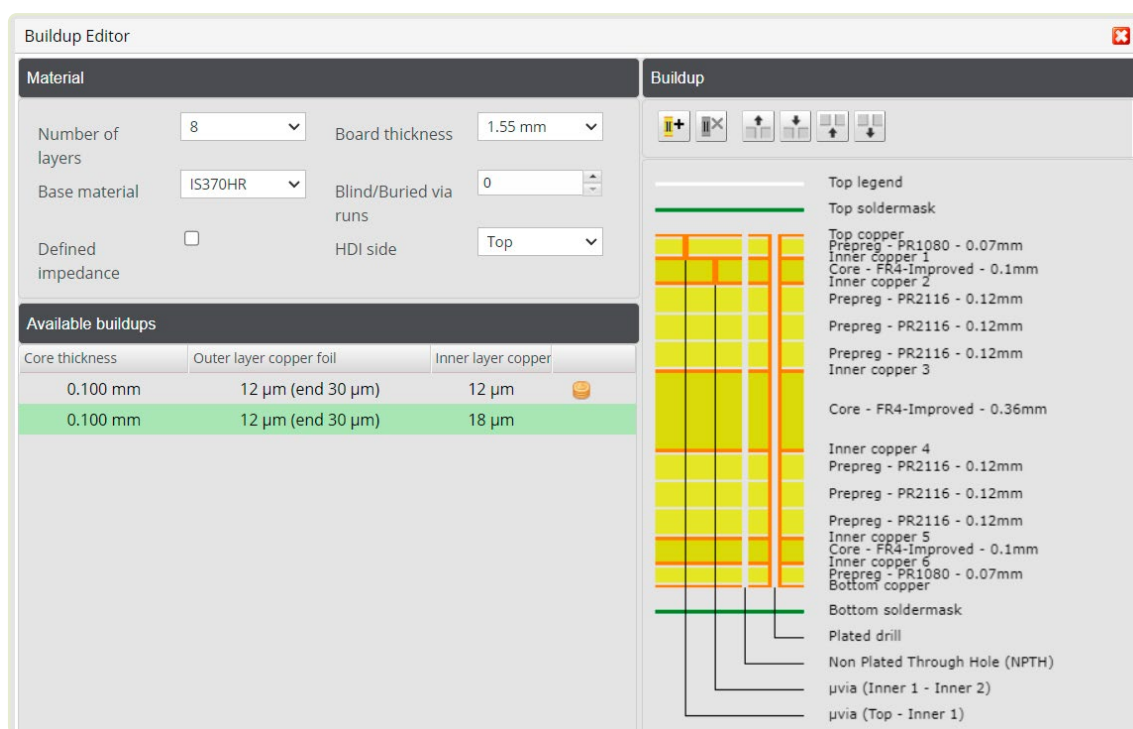 Buildup Editor
Material
Number of
layers
8
Board thickness
1.55 mm
Base material
IS370HR
Blind/Buried via
runs
0
Defined
impedance
HDI side
Top
Available buildups
Core thickness
Outer layer copper foil
Inner layer copper
0.100 mm
12 µm (end 30 µm)
12 µm
0.100 mm
12 µm (end 30 µm)
18 µm
Buildup
Top legend
Top soldermask
Top copper
Prepreg - PR1080 - 0.07mm
Inner copper 1
Core - FR4-Improved - 0.1mm
Inner copper 2
Prepreg - PR2116 - 0.12mm
Prepreg - PR2116 - 0.12mm
Prepreg - PR2116 - 0.12mm
Inner copper 3
Core - FR4-Improved - 0.36mm
Inner copper 4
Prepreg - PR2116 - 0.12mm
Prepreg - PR2116 - 0.12mm
Prepreg - PR2116 - 0.12mm
Inner copper 5
Core - FR4-Improved - 0.1mm
Inner copper 6
Prepreg - PR1080 - 0.07mm
Bottom copper
Bottom soldermask
Plated drill
Non Plated Through Hole (NPTH)
µvia (Inner 1 - Inner 2)
µvia (Top - Inner 1)